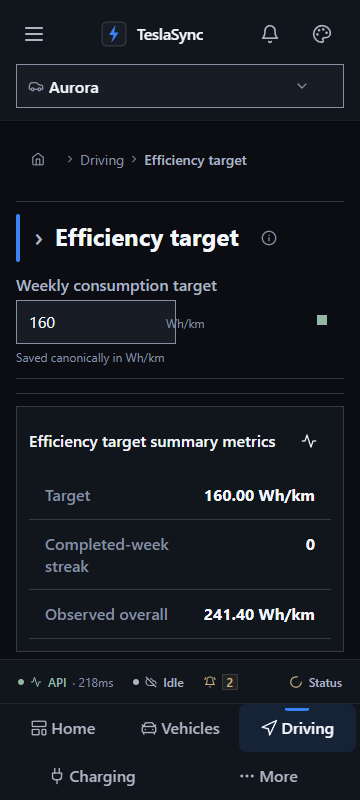 TeslaSync
Aurora
Driving
Efficiency target
Efficiency target
Weekly consumption target
160
Wh/km
Saved canonically in Wh/km
Efficiency target summary metrics
Target 160.00 Wh/km
Completed-week 0
streak
Observed overall 241.40 Wh/km
API · 218ms Idle 2 Status
Home Vehicles Driving
Charging More